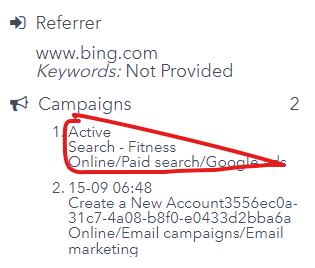 Referrer
www.bing.com
Keywords: Not Provided
Campaigns 2
1. Active
Search - Fitness
Online/Paid search/Google ads
2. 15-09 06:48
Create a New Account3556ec0a-
31c7-4a08-b8f0-e0433d2bba6a
Online/Email campaigns/Email
marketing